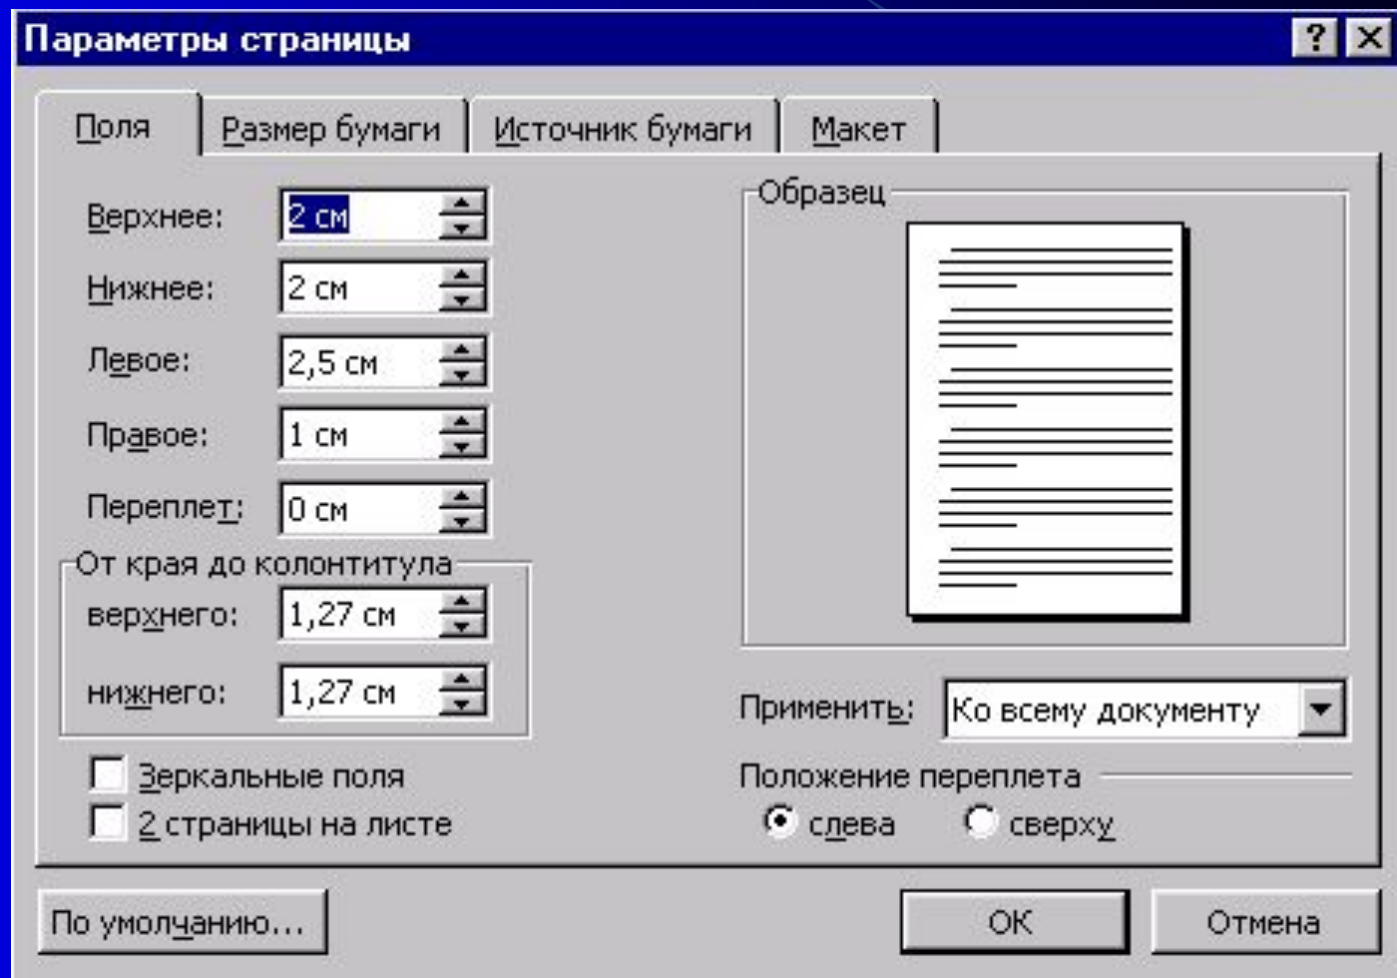 Параметры страницы
Поля Размер бумаги Источник бумаги Макет
Верхнее: 2 см
Нижнее: 2 см
Левое: 2,5 см
Правое: 1 см
Переплет: 0 см
От края до колонтитула
верхнего: 1,27 см
нижнего: 1,27 см
Зеркальные поля
2 страницы на листе
Образец
Применить: Ко всему документу
Положение переплета
слева сверху
По умолчанию... ОК Отмена